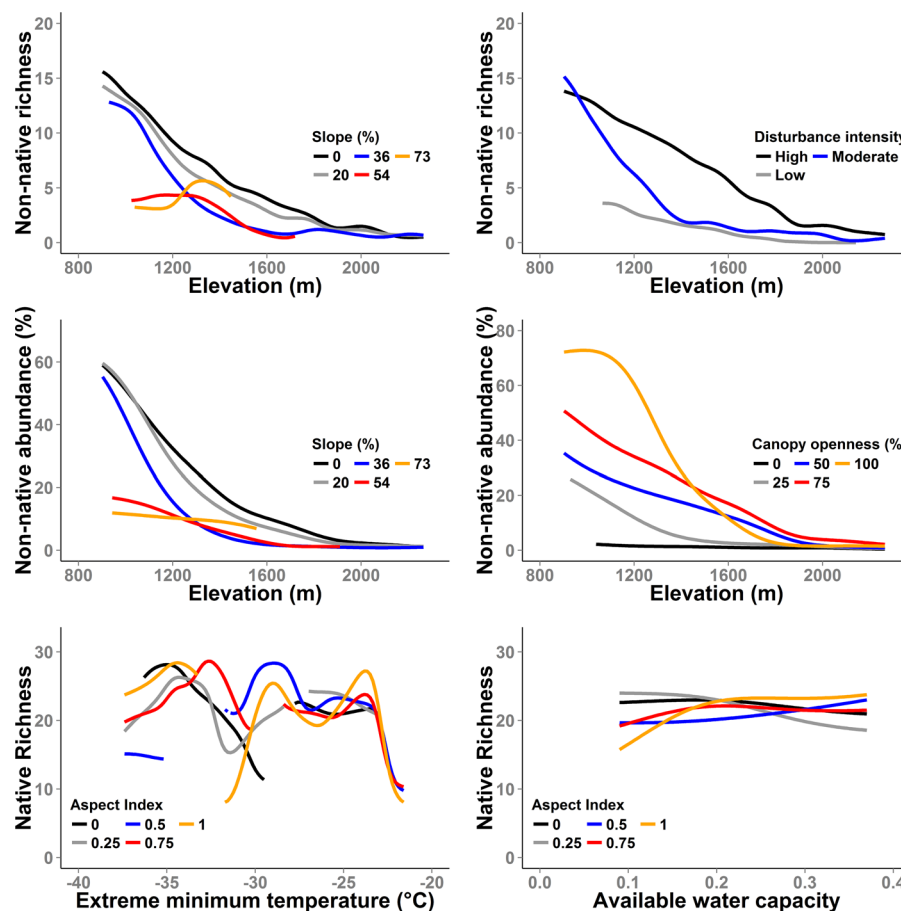 Non-native richness
20
15
10
5
0
Slope (%)
0 36 73
20 54
800 1200 1600 2000
Elevation (m)
Non-native richness
20
15
10
5
0
Disturbance intensity
High Moderate
Low
800 1200 1600 2000
Elevation (m)
Non-native abundance (%)
60
40
20
0
Slope (%)
0 36 73
20 54
800 1200 1600 2000
Elevation (m)
Non-native abundance (%)
80
60
40
20
0
Canopy openness (%
0 50 100
25 75
800 1200 1600 2000
Elevation (m)
Native Richness
30
20
10
0
Aspect Index
0 0.5 1
0.25 0.75
-40 -35 -30 -25 -20
Extreme minimum temperature (°C)
Native Richness
30
20
10
0
Aspect Index
0 0.5 1
0.25 0.75
0.0 0.1 0.2 0.3 0.4
Available water capacity